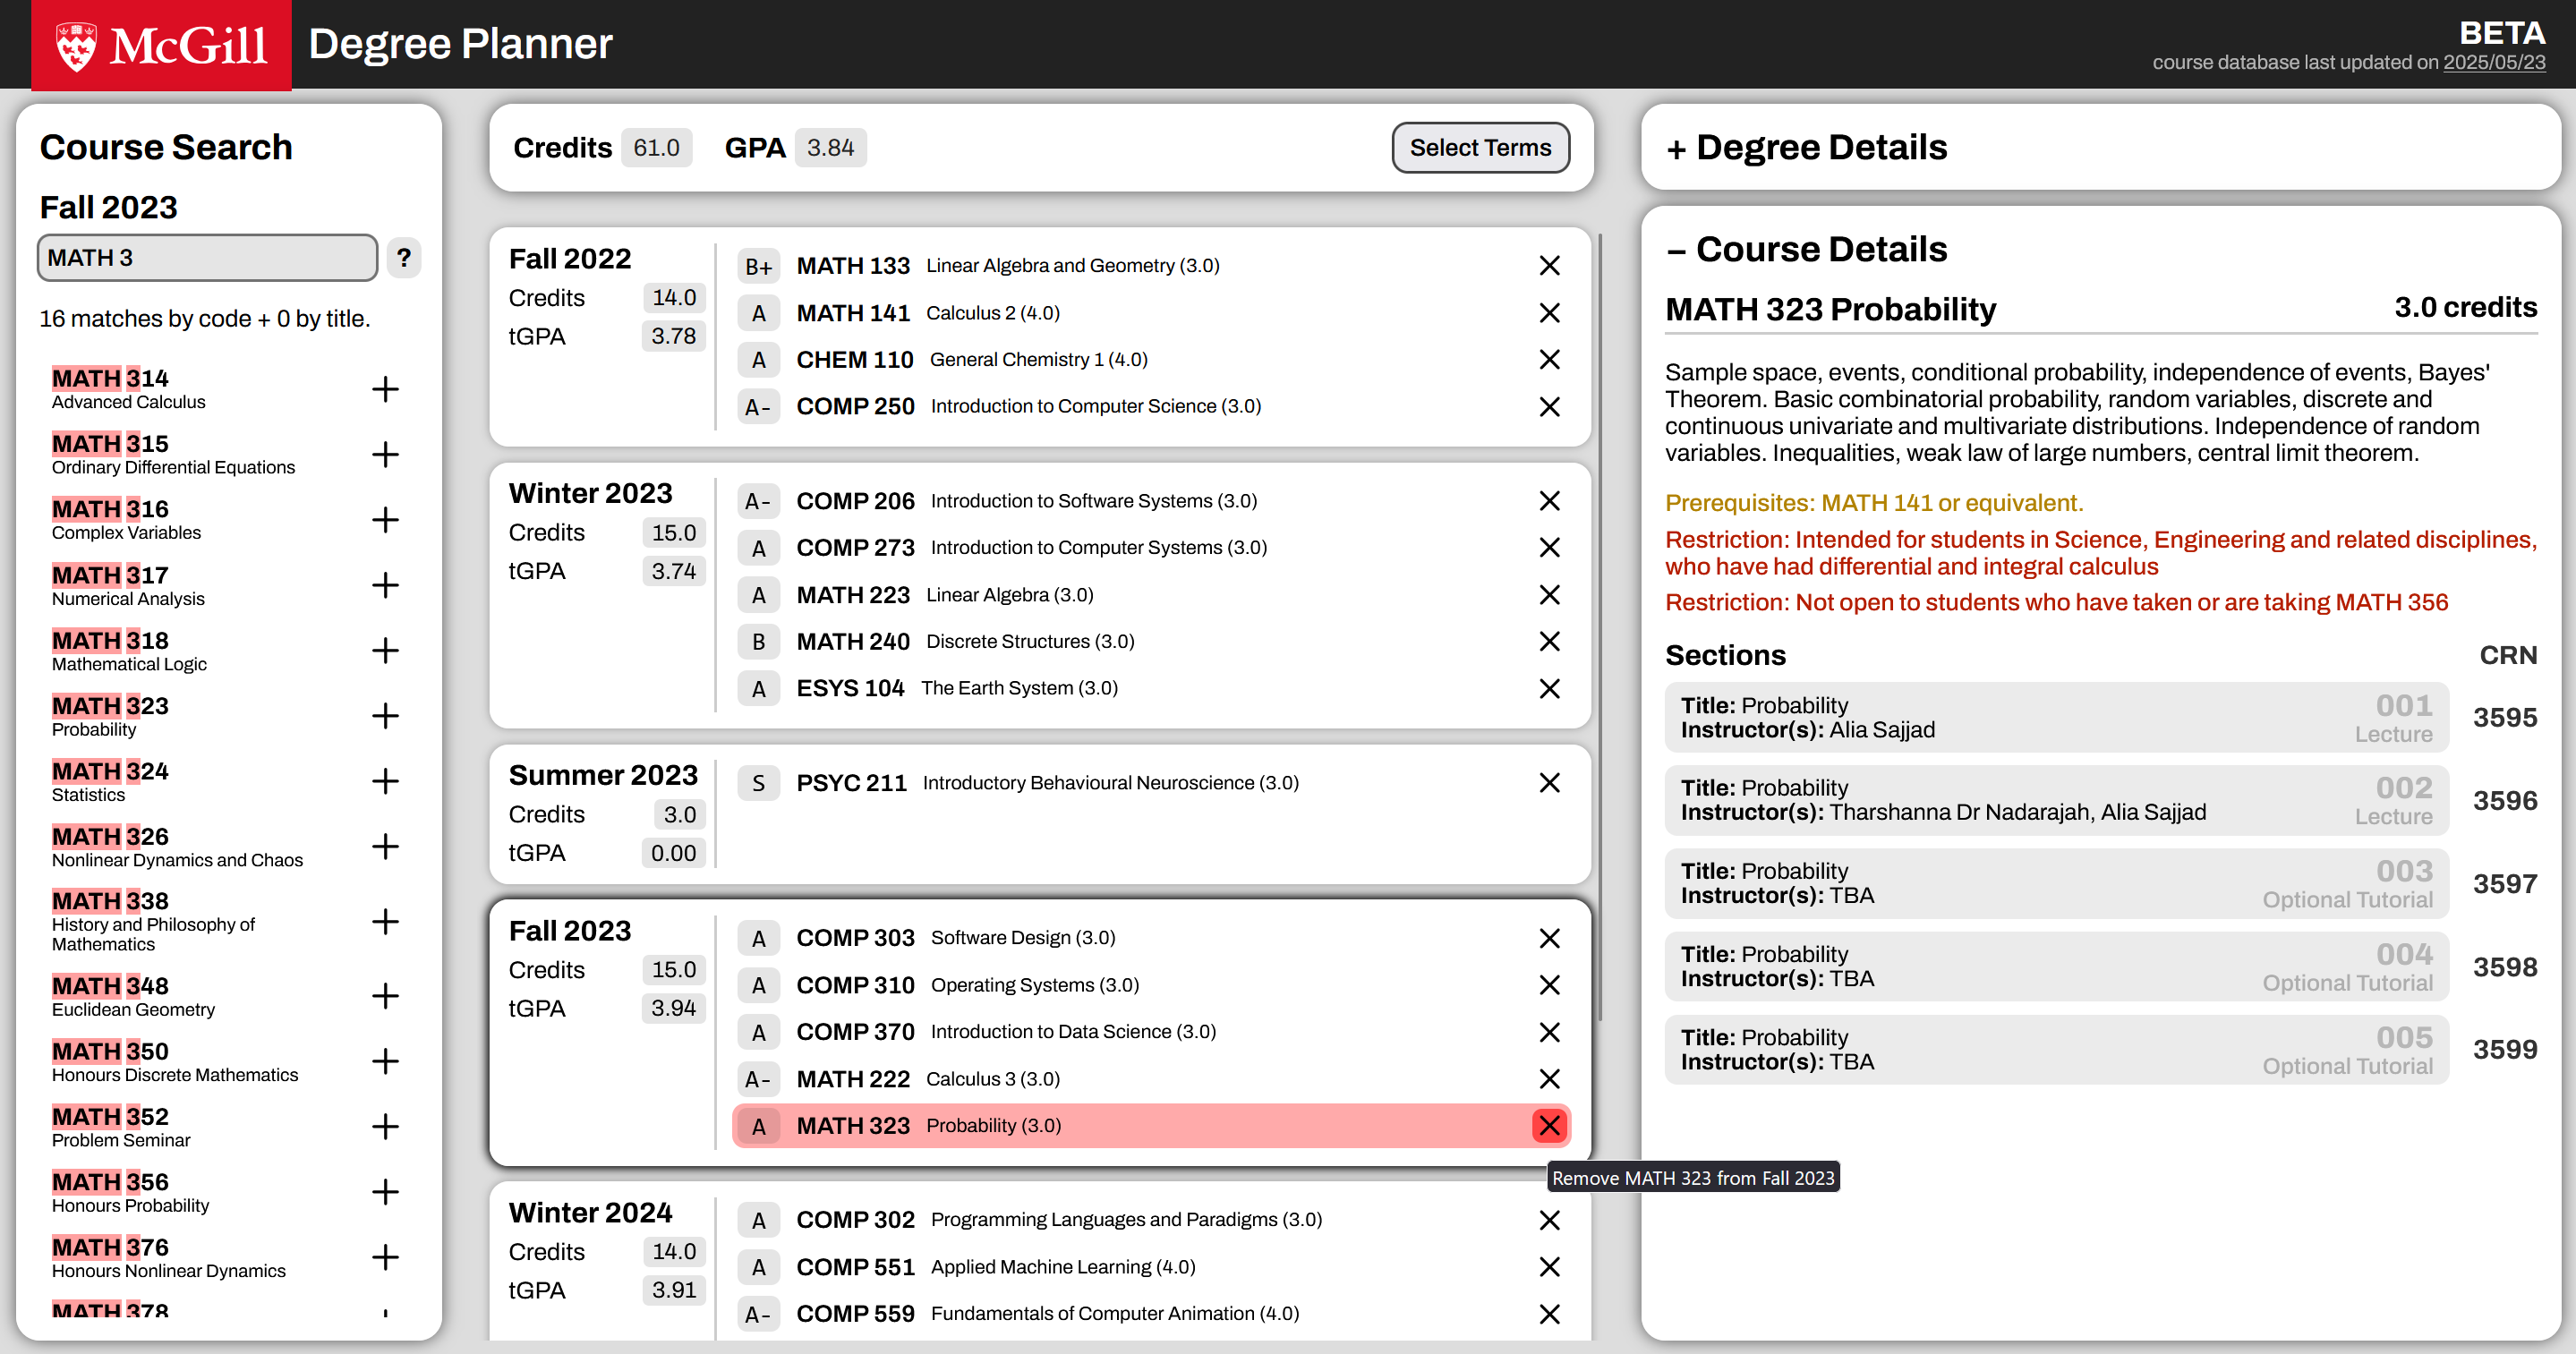 McGill Degree Planner
BETA
course database last updated on 2025/05/23
Course Search
Fall 2023
MATH 3
?
16 matches by code + 0 by title.
MATH 314
Advanced Calculus
MATH 315
Ordinary Differential Equations
MATH 316
Complex Variables
MATH 317
Numerical Analysis
MATH 318
Mathematical Logic
MATH 323
Probability
MATH 324
Statistics
MATH 326
Nonlinear Dynamics and Chaos
MATH 338
History and Philosophy of
Mathematics
MATH 348
Euclidean Geometry
MATH 350
Honours Discrete Mathematics
MATH 352
Problem Seminar
MATH 356
Honours Probability
MATH 376
Honours Nonlinear Dynamics
MATH 378
Credits 61.0 GPA 3.84 Select Terms
Fall 2022
Credits 14.0
tGPA 3.78
B+ MATH 133 Linear Algebra and Geometry (3.0)
A MATH 141 Calculus 2 (4.0)
A CHEM 110 General Chemistry 1 (4.0)
A- COMP 250 Introduction to Computer Science (3.0)
Winter 2023
Credits 15.0
tGPA 3.74
A- COMP 206 Introduction to Software Systems (3.0)
A COMP 273 Introduction to Computer Systems (3.0)
A MATH 223 Linear Algebra (3.0)
B MATH 240 Discrete Structures (3.0)
A ESYS 104 The Earth System (3.0)
Summer 2023
Credits 3.0
tGPA 0.00
S PSYC 211 Introductory Behavioural Neuroscience (3.0)
Fall 2023
Credits 15.0
tGPA 3.94
A COMP 303 Software Design (3.0)
A COMP 310 Operating Systems (3.0)
A COMP 370 Introduction to Data Science (3.0)
A- MATH 222 Calculus 3 (3.0)
A MATH 323 Probability (3.0)
Remove MATH 323 from Fall 2023
Winter 2024
Credits 14.0
tGPA 3.91
A COMP 302 Programming Languages and Paradigms (3.0)
A COMP 551 Applied Machine Learning (4.0)
A- COMP 559 Fundamentals of Computer Animation (4.0)
+ Degree Details
– Course Details
MATH 323 Probability 3.0 credits
Sample space, events, conditional probability, independence of events, Bayes'
Theorem. Basic combinatorial probability, random variables, discrete and
continuous univariate and multivariate distributions. Independence of random
variables. Inequalities, weak law of large numbers, central limit theorem.
Prerequisites: MATH 141 or equivalent.
Restriction: Intended for students in Science, Engineering and related disciplines,
who have had differential and integral calculus
Restriction: Not open to students who have taken or are taking MATH 356
Sections CRN
Title: Probability 001
Instructor(s): Alia Sajjad Lecture
3595
Title: Probability 002
Instructor(s): Tharshanna Dr Nadarajah, Alia Sajjad Lecture
3596
Title: Probability 003
Instructor(s): TBA Optional Tutorial
3597
Title: Probability 004
Instructor(s): TBA Optional Tutorial
3598
Title: Probability 005
Instructor(s): TBA Optional Tutorial
3599